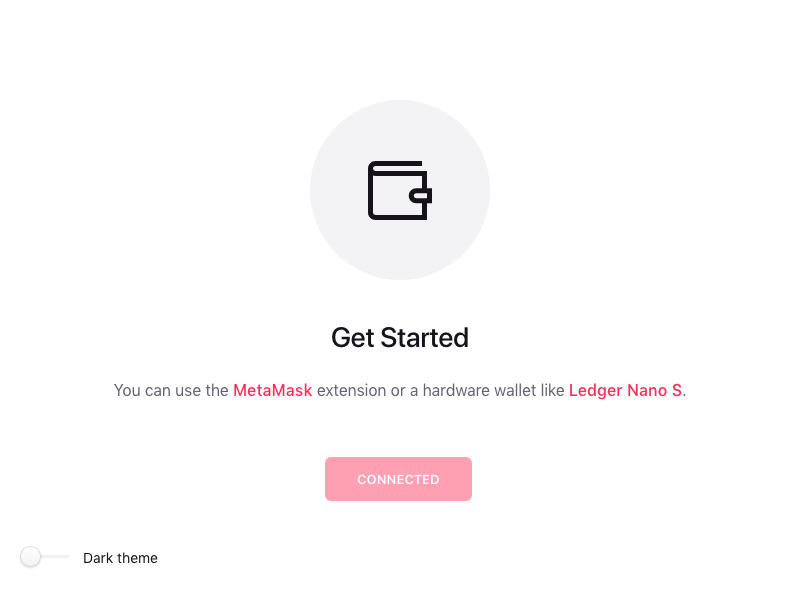 Get Started
You can use the MetaMask extension or a hardware wallet like Ledger Nano S.
CONNECTED
Dark theme